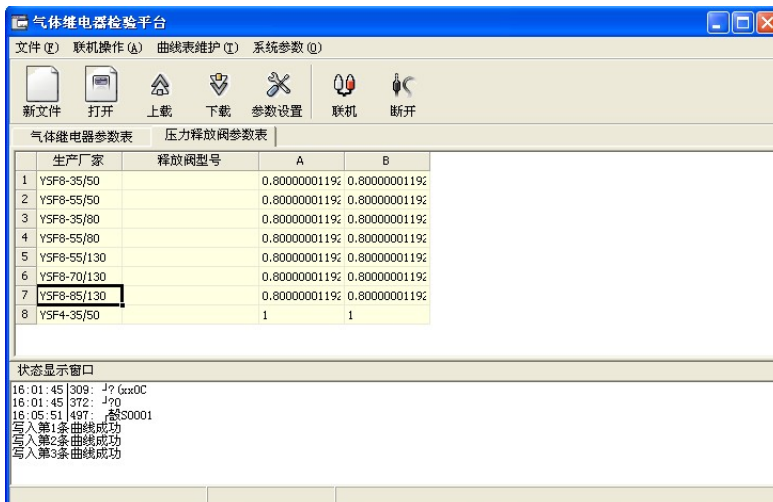 气体继电器检验平台
文件(F) 联机操作(A) 曲线表维护(T) 系统参数(O)
新文件 打开 上载 下载 参数设置 联机 断开
气体继电器参数表 压力释放阀参数表
生产厂家 释放阀型号 A B
1 YSF8-35/50 0.80000001192 0.80000001192
2 YSF8-55/50 0.80000001192 0.80000001192
3 YSF8-35/80 0.80000001192 0.80000001192
4 YSF8-55/80 0.80000001192 0.80000001192
5 YSF8-55/130 0.80000001192 0.80000001192
6 YSF8-70/130 0.80000001192 0.80000001192
7 YSF8-85/130 0.80000001192 0.80000001192
8 YSF4-35/50 1 1
状态显示窗口
16:01:45|309: ┘?(xx0C
16:01:45|372: ┘?0
16:05:51|497: S0001
写入第1条曲线成功
写入第2条曲线成功
写入第3条曲线成功